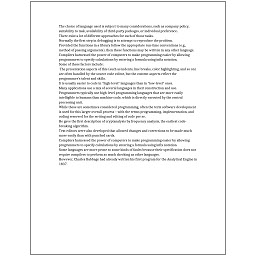 The choice of language used is subject to many considerations, such as company policy,
suitability to task, availability of third-party packages, or individual preference.
There exist a lot of different approaches for each of those tasks.
Normally the first step in debugging is to attempt to reproduce the problem.
Provided the functions in a library follow the appropriate run-time conventions (e.g.,
method of passing arguments), then these functions may be written in any other language.
Compilers harnessed the power of computers to make programming easier by allowing
programmers to specify calculations by entering a formula using infix notation.
Some of these factors include:
The presentation aspects of this (such as indents, line breaks, color highlighting, and so on)
are often handled by the source code editor, but the content aspects reflect the
programmer's talent and skills.
It is usually easier to code in "high-level" languages than in "low-level" ones.
Many applications use a mix of several languages in their construction and use.
Programmers typically use high-level programming languages that are more easily
intelligible to humans than machine code, which is directly executed by the central
processing unit.
While these are sometimes considered programming, often the term software development
is used for this larger overall process – with the terms programming, implementation, and
coding reserved for the writing and editing of code per se.
He gave the first description of cryptanalysis by frequency analysis, the earliest code-
breaking algorithm.
Text editors were also developed that allowed changes and corrections to be made much
more easily than with punched cards.
Compilers harnessed the power of computers to make programming easier by allowing
programmers to specify calculations by entering a formula using infix notation.
Some languages are more prone to some kinds of faults because their specification does not
require compilers to perform as much checking as other languages.
However, Charles Babbage had already written his first program for the Analytical Engine in
1837.